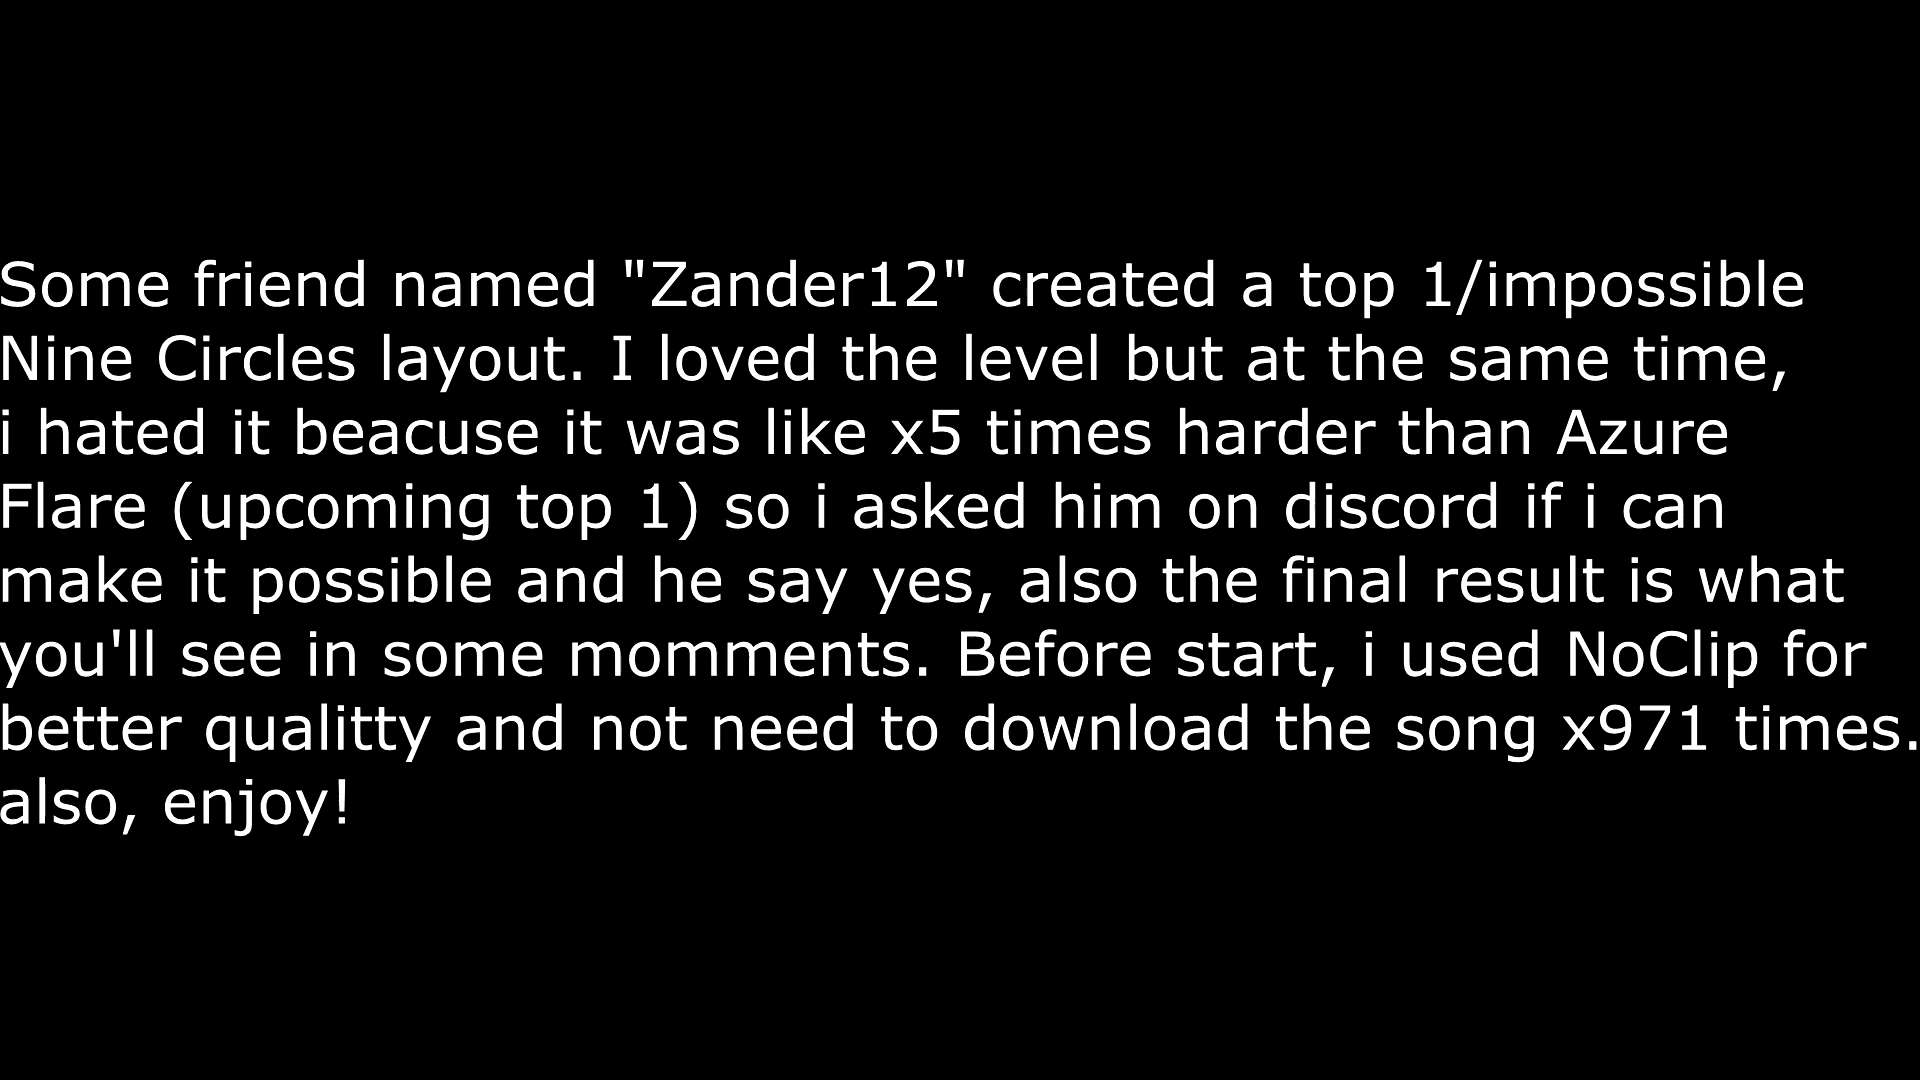 Some friend named "Zander12" created a top 1/impossible
Nine Circles layout. I loved the level but at the same time,
i hated it beacuse it was like x5 times harder than Azure
Flare (upcoming top 1) so i asked him on discord if i can
make it possible and he say yes, also the final result is what
you'll see in some momments. Before start, i used NoClip for
better qualitty and not need to download the song x971 times.
also, enjoy!